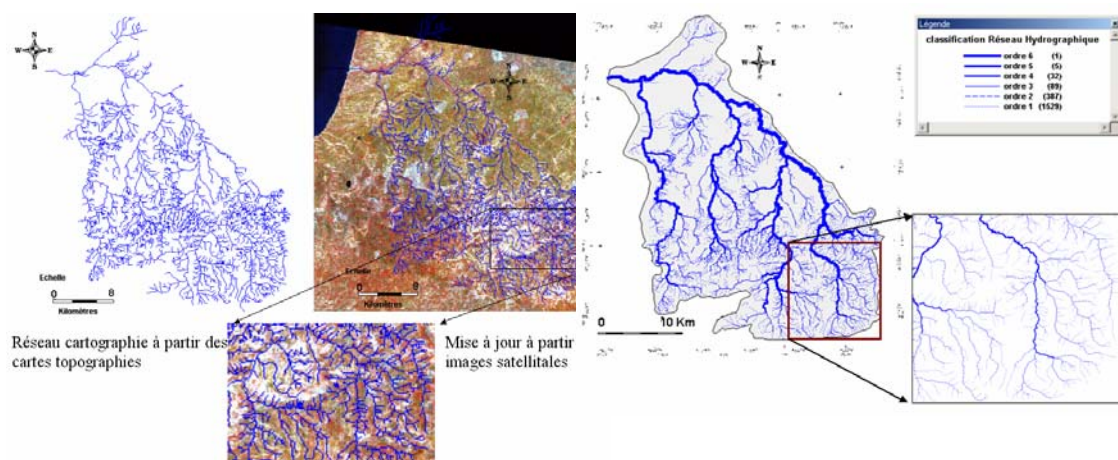 N
W E
S
Echelle
0 8
Kilomètres
Réseau cartographie à partir des
cartes topographies
N
W E
S
Echelle
0 8
Kilomètres
Mise à jour à partir
images satellitales
N
W E
S
0 10 Km
Légende
classification Réseau Hydrographique
ordre 6 (1)
ordre 5 (5)
ordre 4 (32)
ordre 3 (89)
ordre 2 (387)
ordre 1 (1529)